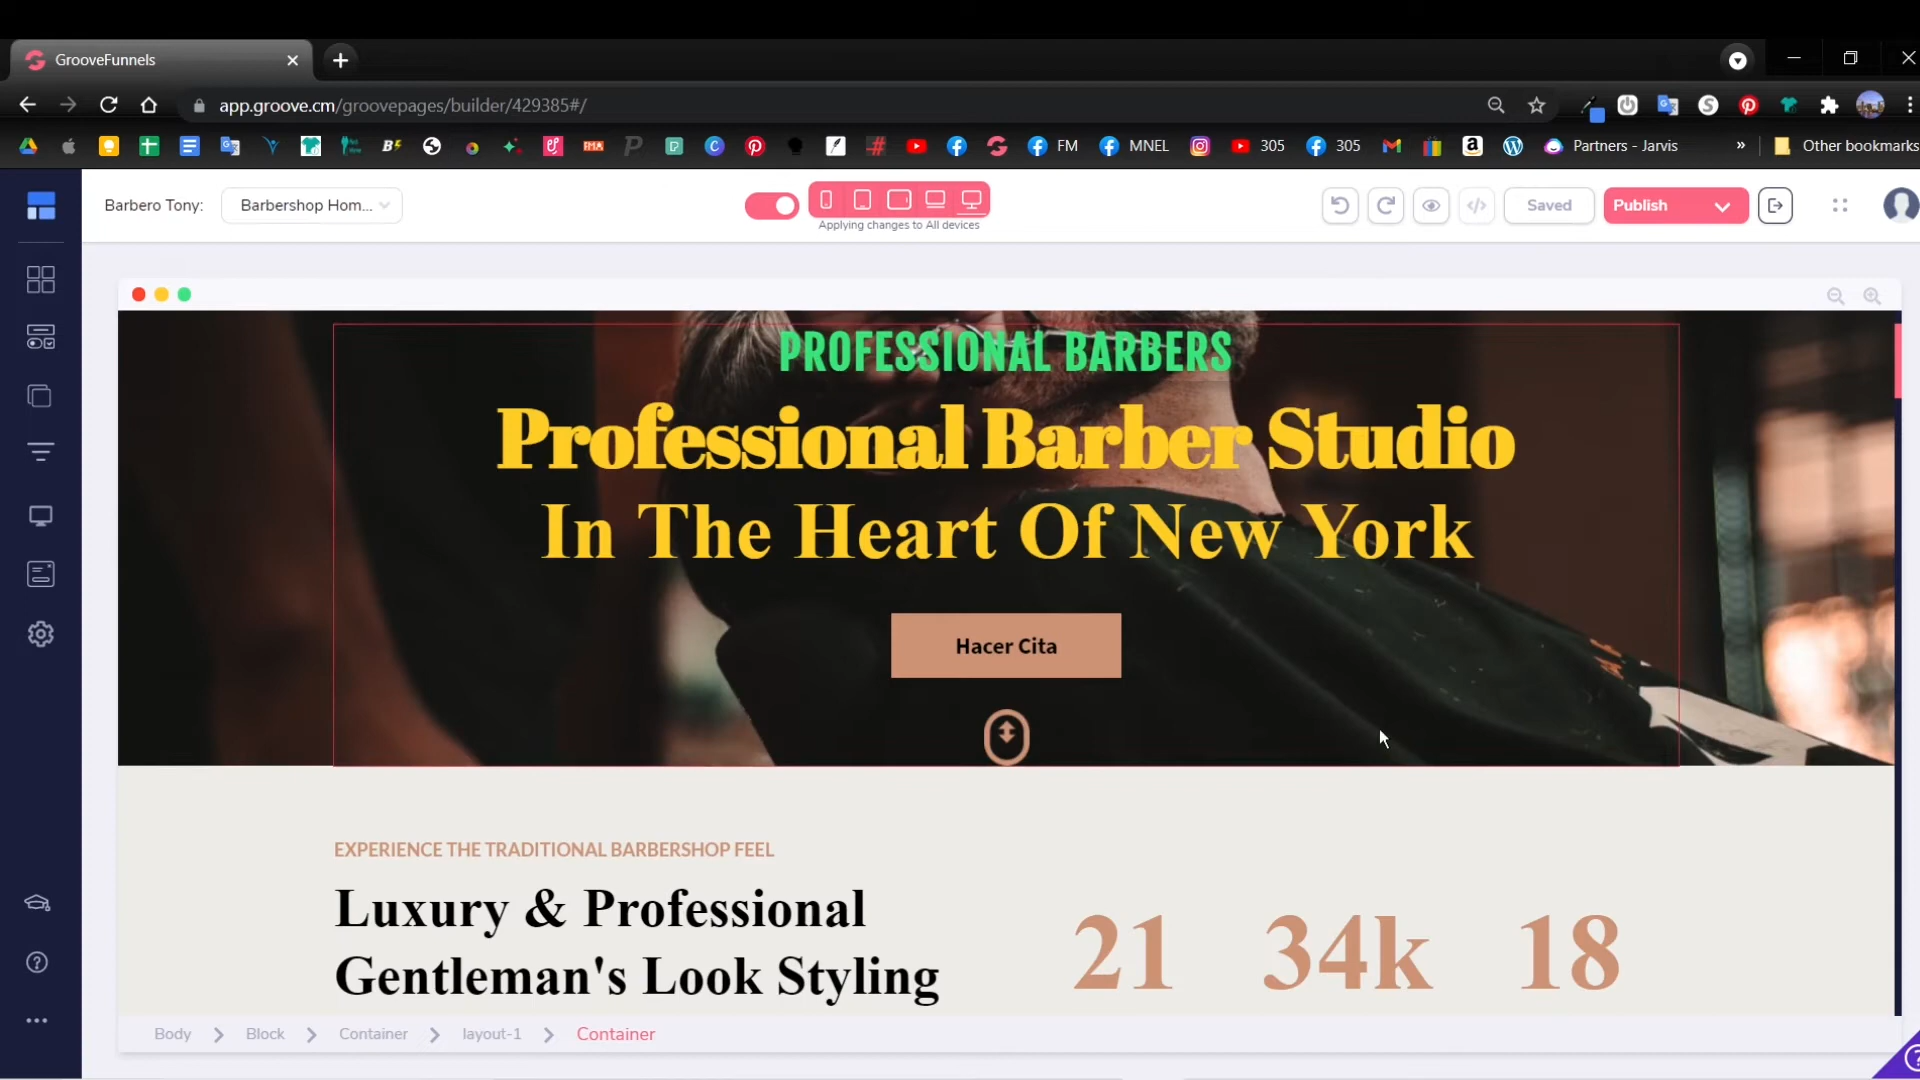 GrooveFunnels
app.groove.cm/groovepages/builder/429385#/
FM
MNEL
305
305
Partners - Jarvis
»
Other bookmarks
Barbero Tony:
Barbershop Hom...
Applying changes to All devices
Saved
Publish
PROFESSIONAL BARBERS
Professional Barber Studio
In The Heart Of New York
Hacer Cita
EXPERIENCE THE TRADITIONAL BARBERSHOP FEEL
Luxury & Professional
Gentleman's Look Styling
21 34k 18
Body > Block > Container > layout-1 > Container